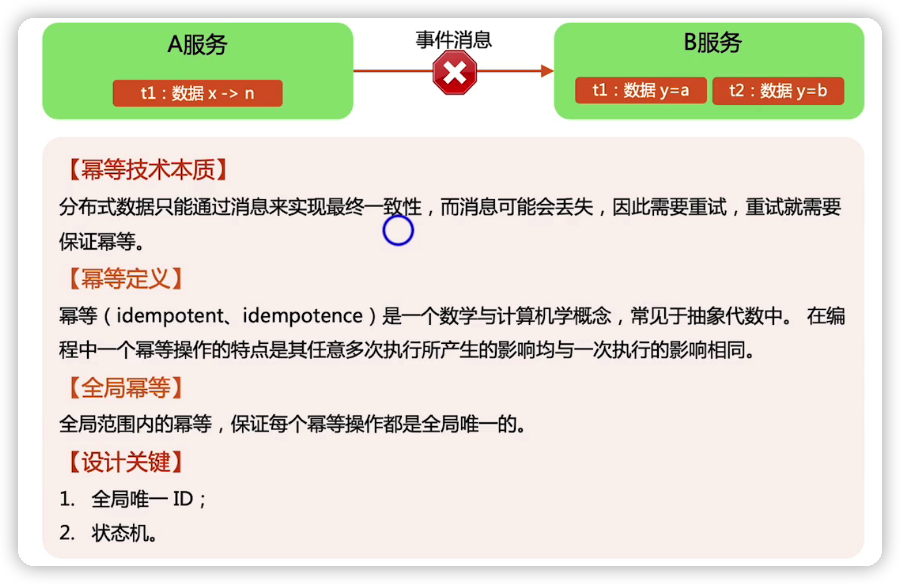 A服务
事件消息
B服务
t1：数据 x -> n
t1：数据 y=a
t2：数据 y=b
【幂等技术本质】
分布式数据只能通过消息来实现最终一致性，而消息可能会丢失，因此需要重试，重试就需要
保证幂等。
【幂等定义】
幂等（idempotent、idempotence）是一个数学与计算机学概念，常见于抽象代数中。 在编
程中一个幂等操作的特点是其任意多次执行所产生的影响均与一次执行的影响相同。
【全局幂等】
全局范围内的幂等，保证每个幂等操作都是全局唯一的。
【设计关键】
1. 全局唯一 ID；
2. 状态机。